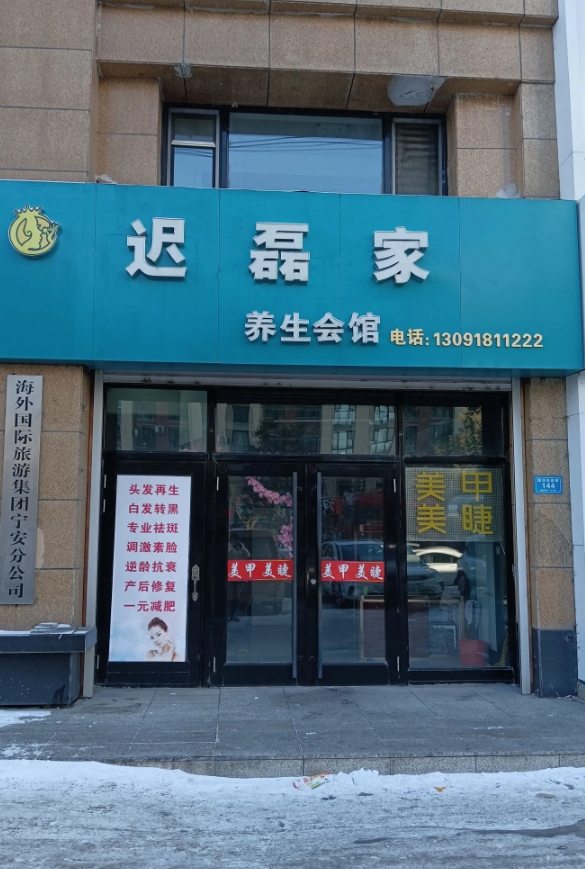 迟磊家
养生会馆
电话:13091811222
海外国际旅游集团宁安分公司
头发再生
白发转黑
专业祛斑
调激素脸
逆龄抗衰
产后修复
一元减肥
美甲美睫
美甲美睫
美甲
美睫
144